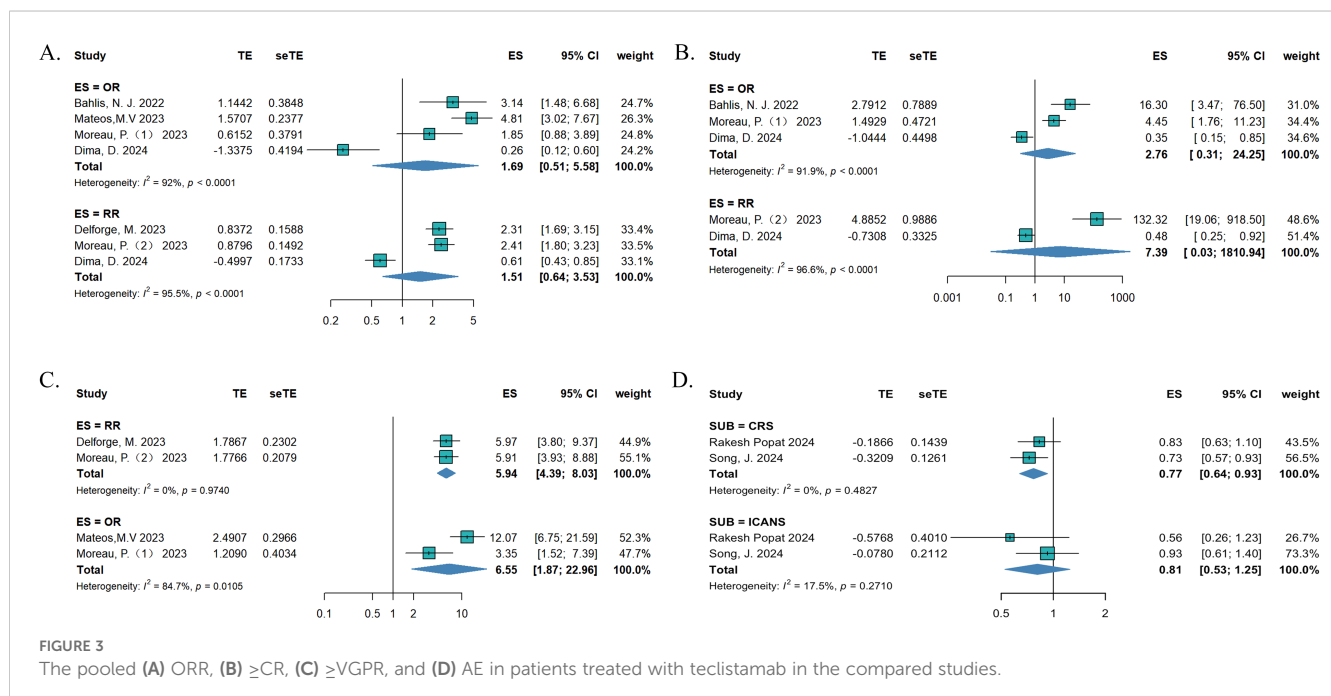 A.
Study TE seTE ES 95% CI weight
ES = OR
Bahlis, N. J. 2022 1.1442 0.3848 3.14 [1.48; 6.68] 24.7%
Mateos,M.V 2023 1.5707 0.2377 4.81 [3.02; 7.67] 26.3%
Moreau, P.（1） 2023 0.6152 0.3791 1.85 [0.88; 3.89] 24.8%
Dima, D. 2024 -1.3375 0.4194 0.26 [0.12; 0.60] 24.2%
Total 1.69 [0.51; 5.58] 100.0%
Heterogeneity: I² = 92%, p < 0.0001
ES = RR
Delforge, M. 2023 0.8372 0.1588 2.31 [1.69; 3.15] 33.4%
Moreau, P.（2） 2023 0.8796 0.1492 2.41 [1.80; 3.23] 33.5%
Dima, D. 2024 -0.4997 0.1733 0.61 [0.43; 0.85] 33.1%
Total 1.51 [0.64; 3.53] 100.0%
Heterogeneity: I² = 95.5%, p < 0.0001
0.2 0.5 1 2 5
B.
Study TE seTE ES 95% CI weight
ES = OR
Bahlis, N. J. 2022 2.7912 0.7889 16.30 [ 3.47; 76.50] 31.0%
Moreau, P.（1） 2023 1.4929 0.4721 4.45 [ 1.76; 11.23] 34.4%
Dima, D. 2024 -1.0444 0.4498 0.35 [ 0.15; 0.85] 34.6%
Total 2.76 [ 0.31; 24.25] 100.0%
Heterogeneity: I² = 91.9%, p < 0.0001
ES = RR
Moreau, P.（2） 2023 4.8852 0.9886 132.32 [19.06; 918.50] 48.6%
Dima, D. 2024 -0.7308 0.3325 0.48 [ 0.25; 0.92] 51.4%
Total 7.39 [ 0.03; 1810.94] 100.0%
Heterogeneity: I² = 96.6%, p < 0.0001
0.001 0.1 1 10 1000
C.
Study TE seTE ES 95% CI weight
ES = RR
Delforge, M. 2023 1.7867 0.2302 5.97 [3.80; 9.37] 44.9%
Moreau, P.（2） 2023 1.7766 0.2079 5.91 [3.93; 8.88] 55.1%
Total 5.94 [4.39; 8.03] 100.0%
Heterogeneity: I² = 0%, p = 0.9740
ES = OR
Mateos,M.V 2023 2.4907 0.2966 12.07 [6.75; 21.59] 52.3%
Moreau, P.（1） 2023 1.2090 0.4034 3.35 [1.52; 7.39] 47.7%
Total 6.55 [1.87; 22.96] 100.0%
Heterogeneity: I² = 84.7%, p = 0.0105
0.1 0.5 1 2 10
D.
Study TE seTE ES 95% CI weight
SUB = CRS
Rakesh Popat 2024 -0.1866 0.1439 0.83 [0.63; 1.10] 43.5%
Song, J. 2024 -0.3209 0.1261 0.73 [0.57; 0.93] 56.5%
Total 0.77 [0.64; 0.93] 100.0%
Heterogeneity: I² = 0%, p = 0.4827
SUB = ICANS
Rakesh Popat 2024 -0.5768 0.4010 0.56 [0.26; 1.23] 26.7%
Song, J. 2024 -0.0780 0.2112 0.93 [0.61; 1.40] 73.3%
Total 0.81 [0.53; 1.25] 100.0%
Heterogeneity: I² = 17.5%, p = 0.2710
0.5 1 2
FIGURE 3
The pooled (A) ORR, (B) ≥CR, (C) ≥VGPR, and (D) AE in patients treated with teclistamab in the compared studies.